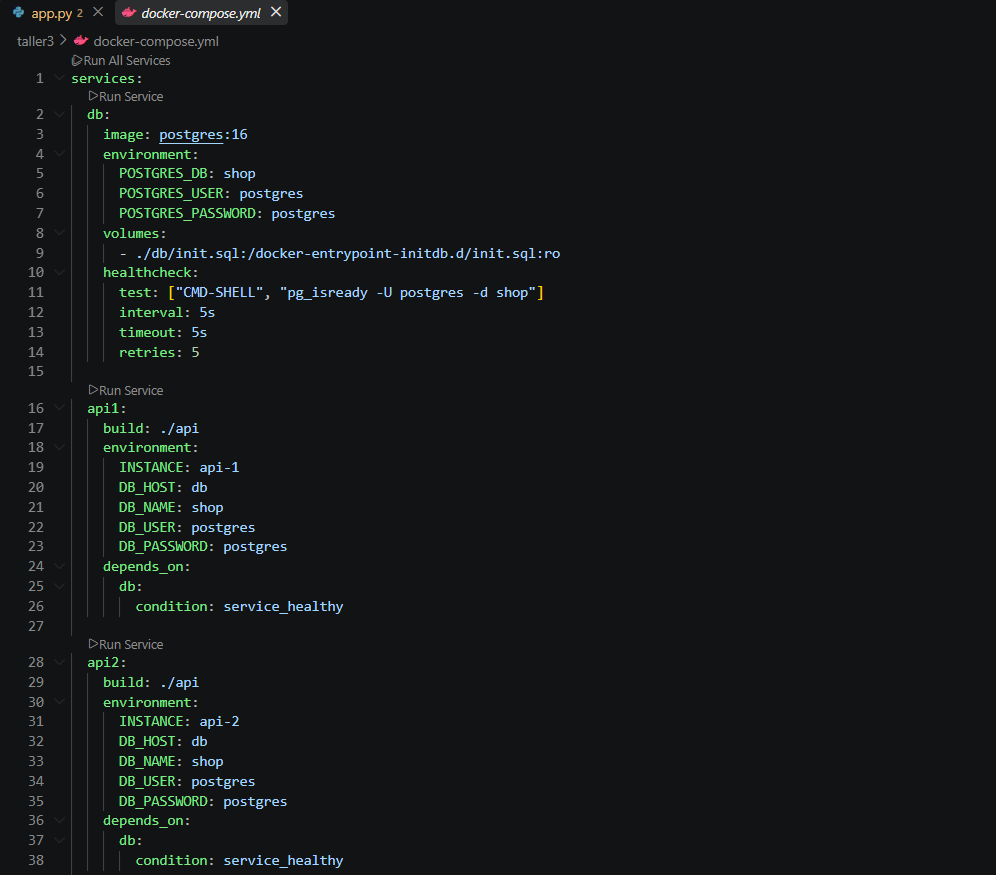 app.py 2
docker-compose.yml
taller3 > docker-compose.yml
Run All Services
1 services:
Run Service
2 db:
3 image: postgres:16
4 environment:
5 POSTGRES_DB: shop
6 POSTGRES_USER: postgres
7 POSTGRES_PASSWORD: postgres
8 volumes:
9 - ./db/init.sql:/docker-entrypoint-initdb.d/init.sql:ro
10 healthcheck:
11 test: ["CMD-SHELL", "pg_isready -U postgres -d shop"]
12 interval: 5s
13 timeout: 5s
14 retries: 5
15
Run Service
16 api1:
17 build: ./api
18 environment:
19 INSTANCE: api-1
20 DB_HOST: db
21 DB_NAME: shop
22 DB_USER: postgres
23 DB_PASSWORD: postgres
24 depends_on:
25 db:
26 condition: service_healthy
27
Run Service
28 api2:
29 build: ./api
30 environment:
31 INSTANCE: api-2
32 DB_HOST: db
33 DB_NAME: shop
34 DB_USER: postgres
35 DB_PASSWORD: postgres
36 depends_on:
37 db:
38 condition: service_healthy